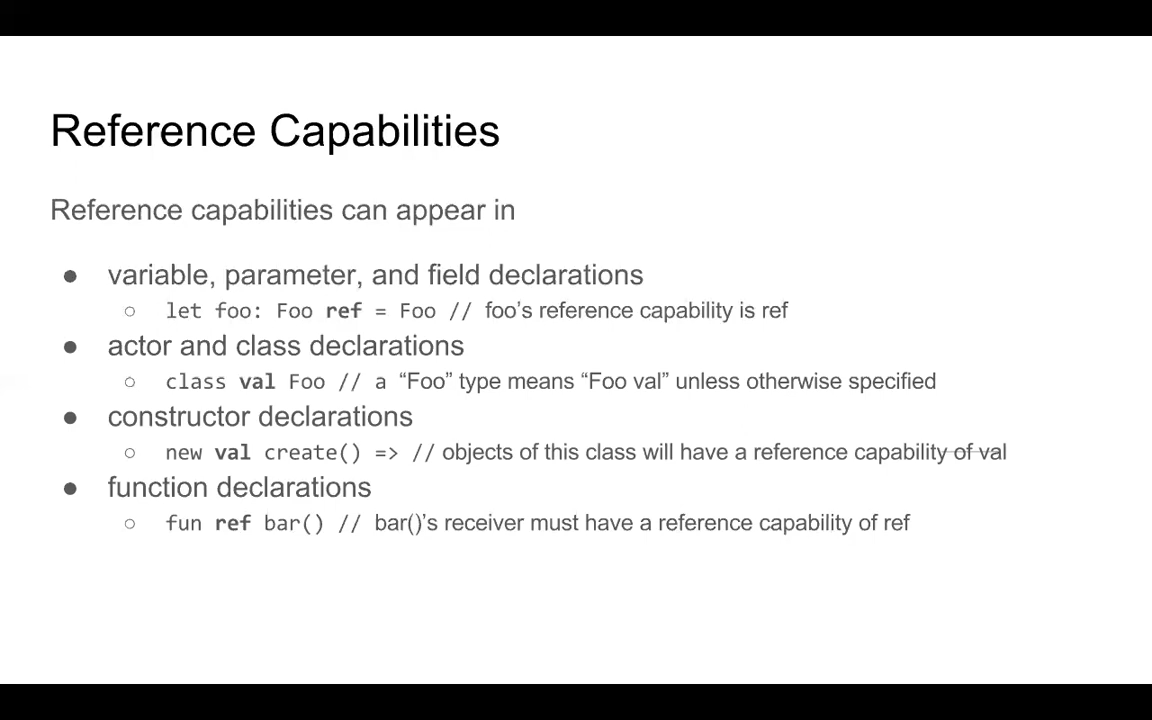 Reference Capabilities
Reference capabilities can appear in
● variable, parameter, and field declarations
○ let foo: Foo ref = Foo // foo’s reference capability is ref
● actor and class declarations
○ class val Foo // a “Foo” type means “Foo val” unless otherwise specified
● constructor declarations
○ new val create() => // objects of this class will have a reference capability of val
● function declarations
○ fun ref bar() // bar()’s receiver must have a reference capability of ref